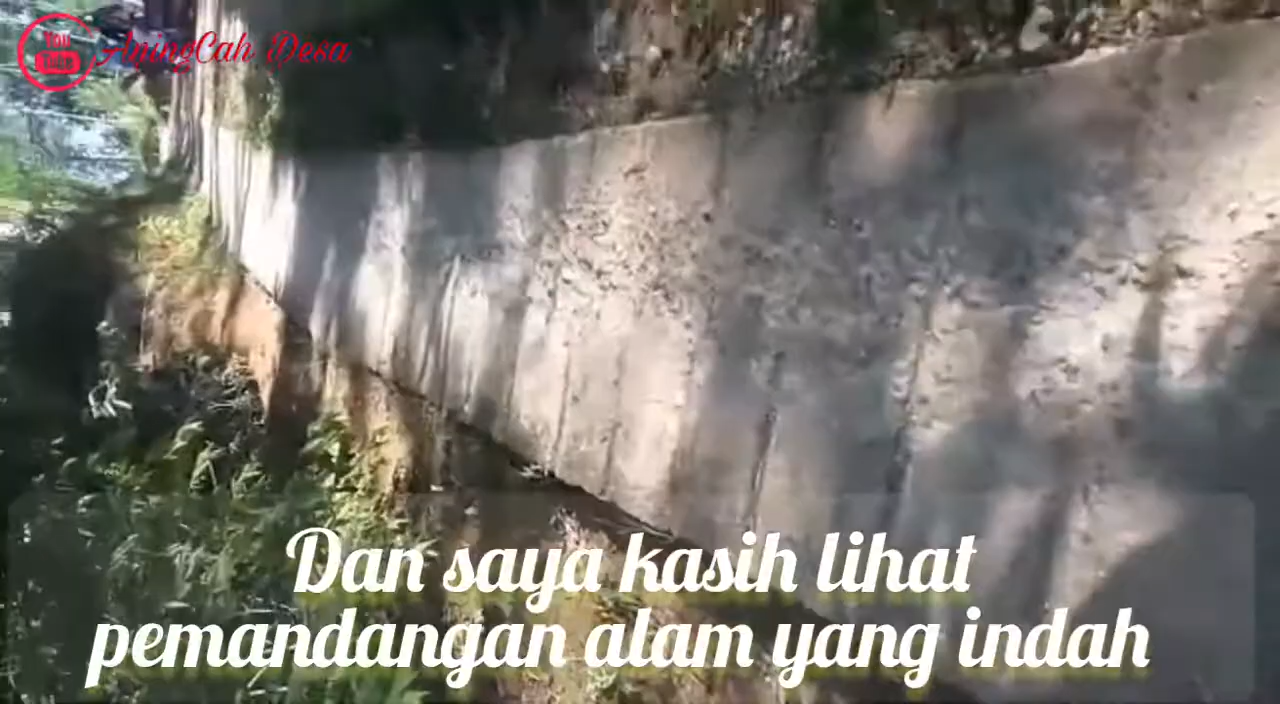 You
Tube
AningCah Desa
Dan saya kasih lihat
pemandangan alam yang indah